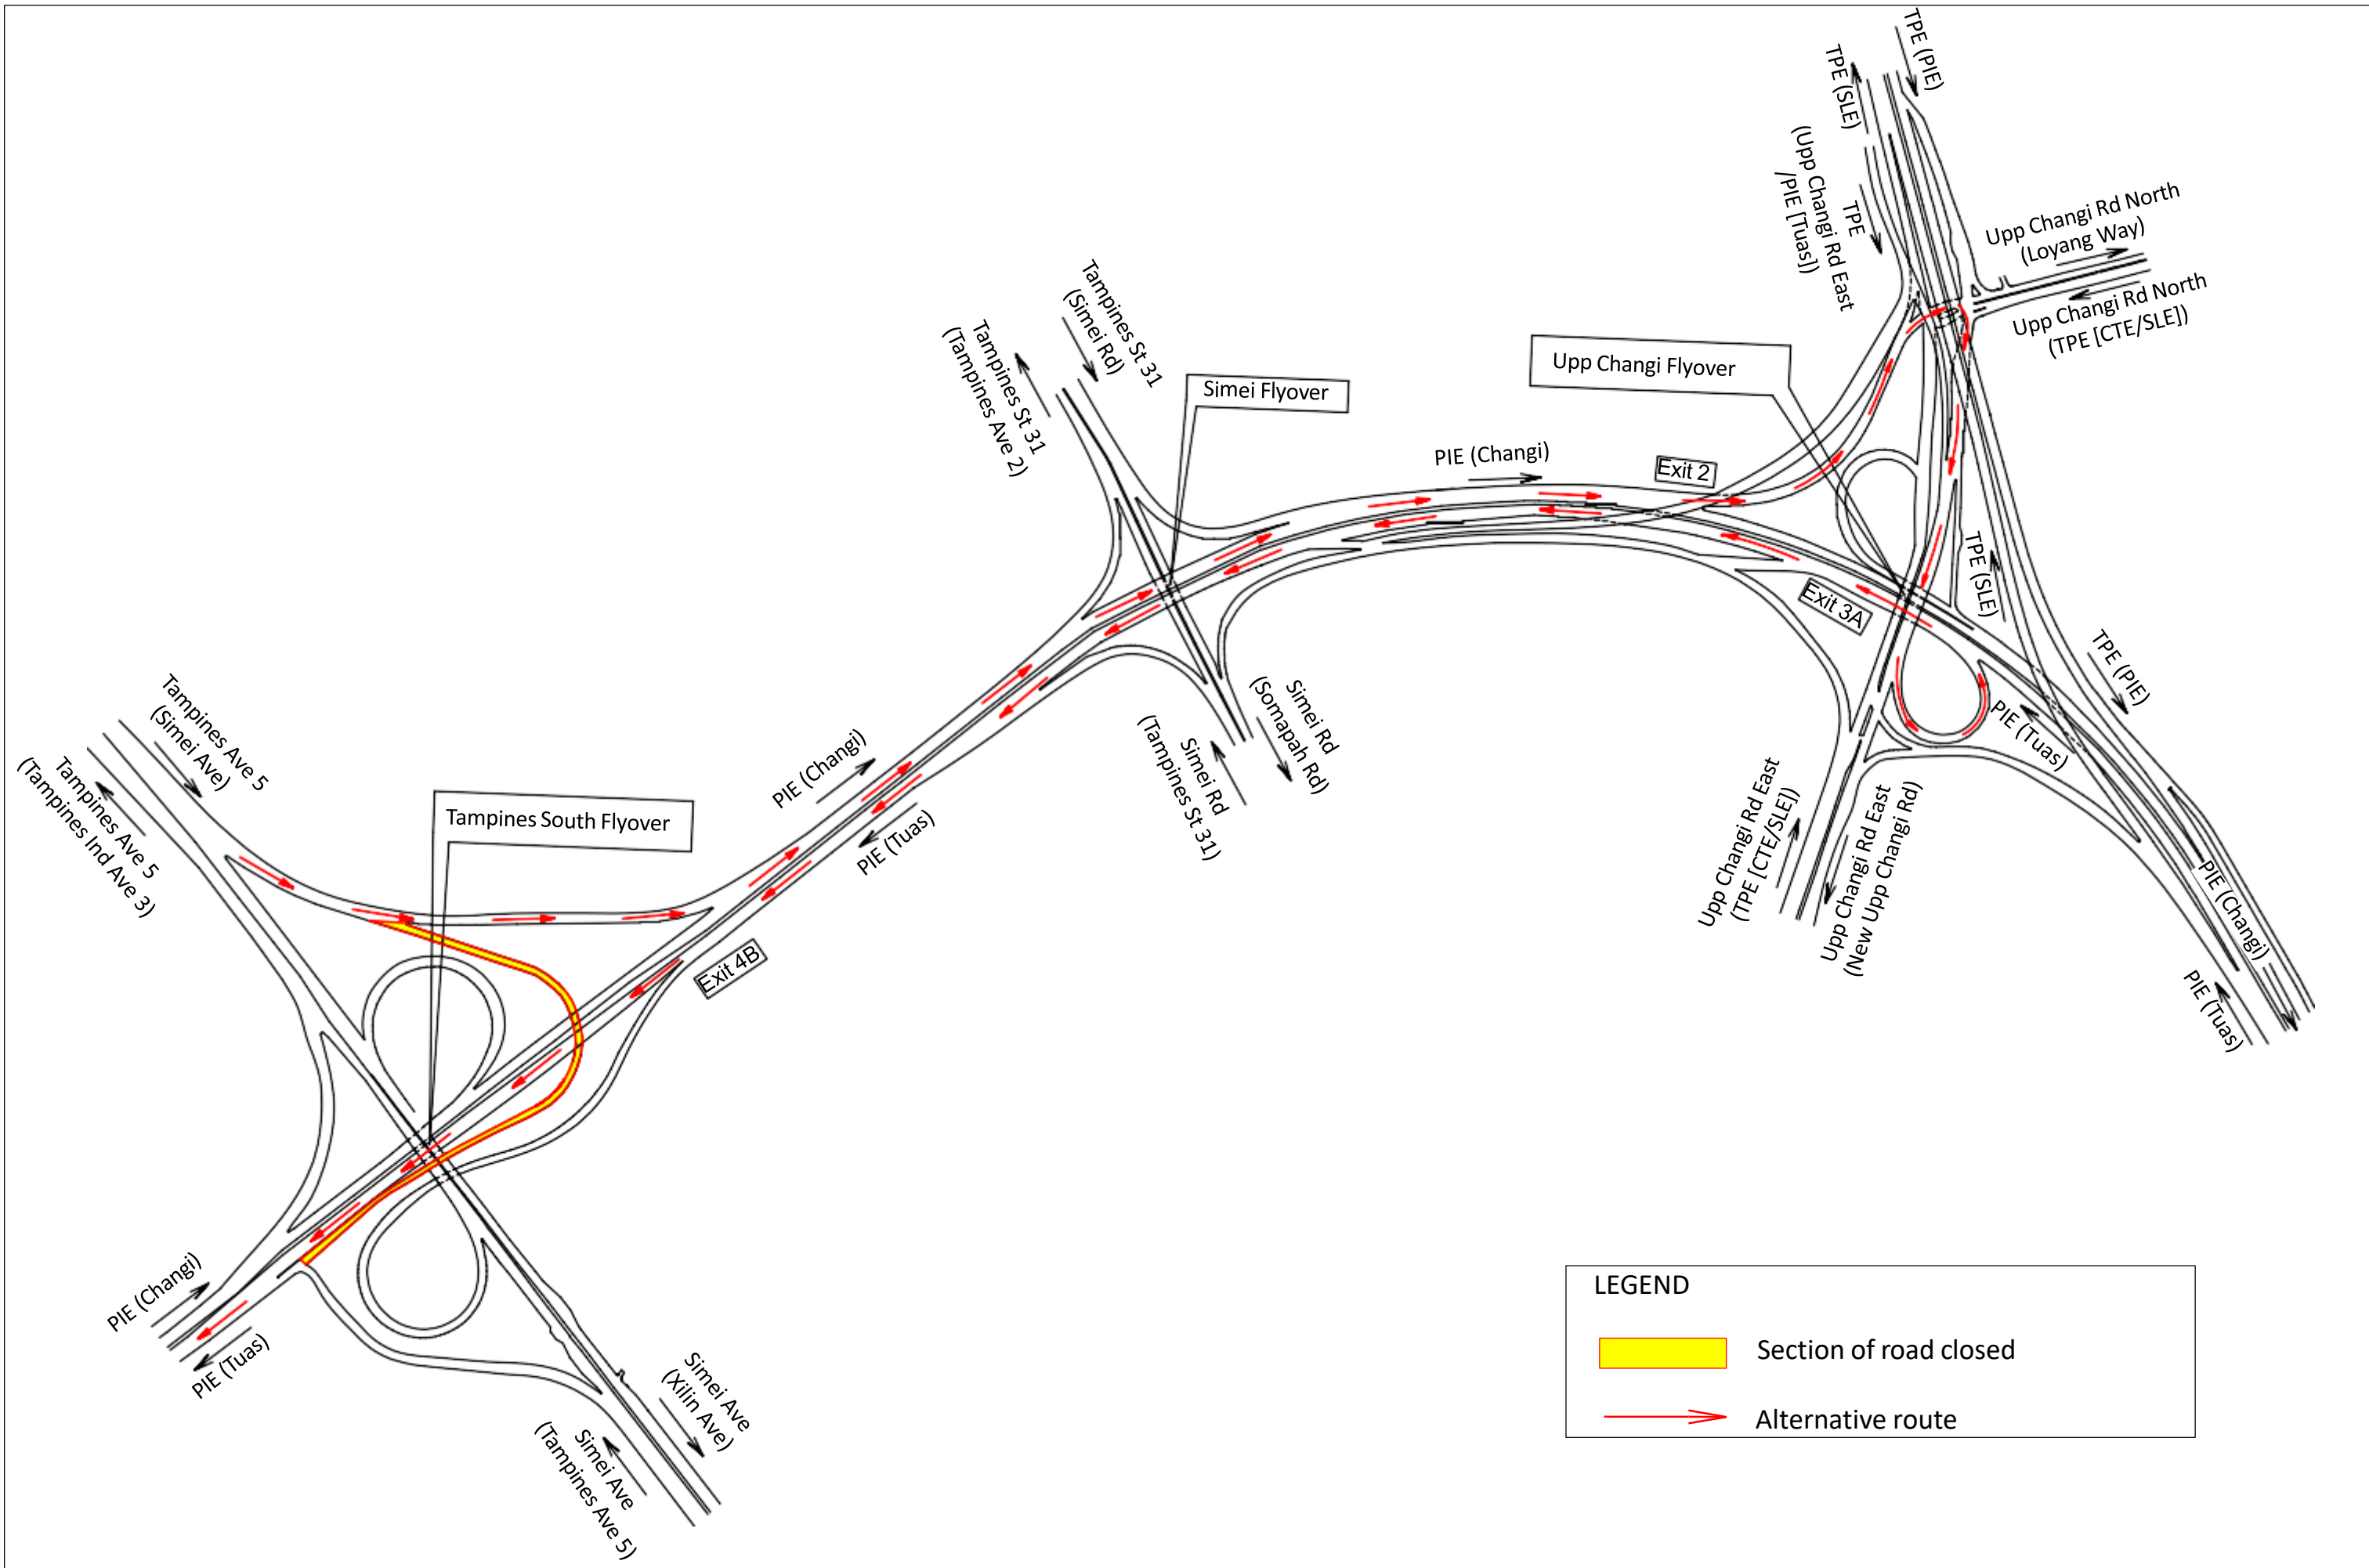 TPE (PIE)
TPE (SLE)
TPE
(Upp Changi Rd East
/PIE [Tuas])
Upp Changi Rd North
(Loyang Way)
Upp Changi Rd North
(TPE [CTE/SLE])
Tampines St 31
(Simei Rd)
Tampines St 31
(Tampines Ave 2)
Simei Flyover
Upp Changi Flyover
PIE (Changi)
Exit 2
Exit 3A
TPE (SLE)
TPE (PIE)
PIE (Tuas)
Simei Rd
(Somapah Rd)
Simei Rd
(Tampines St 31)
Tampines Ave 5
(Simei Ave)
Tampines Ave 5
(Tampines Ind Ave 3)
Tampines South Flyover
PIE (Changi)
PIE (Tuas)
Exit 4B
Upp Changi Rd East
(TPE [CTE/SLE])
Upp Changi Rd East
(New Upp Changi Rd)
PIE (Changi)
PIE (Tuas)
PIE (Changi)
PIE (Tuas)
Simei Ave
(Xilin Ave)
Simei Ave
(Tampines Ave 5)
LEGEND
Section of road closed
Alternative route